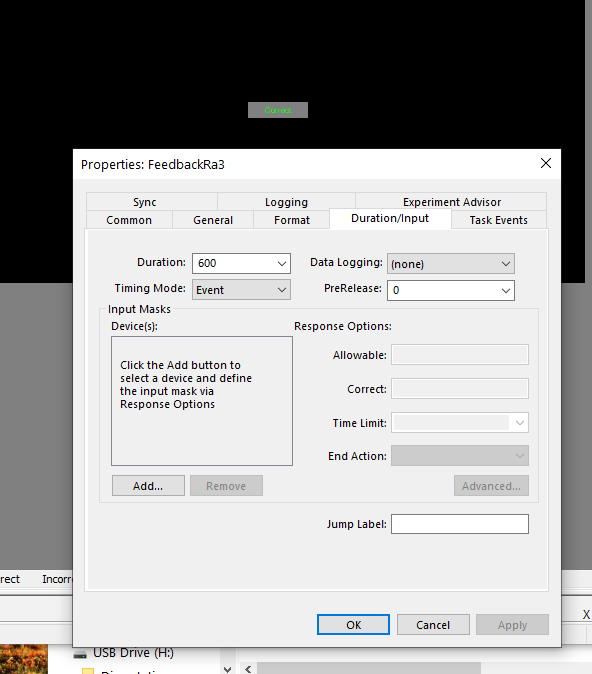 Correct
Properties: FeedbackRa3
Sync
Logging
Experiment Advisor
Common
General
Format
Duration/Input
Task Events
Duration:
600
Data Logging:
(none)
Timing Mode:
Event
PreRelease:
0
Input Masks
Device(s):
Response Options:
Click the Add button to
select a device and define
the input mask via
Response Options
Allowable:
Correct:
Time Limit:
End Action:
Add...
Remove
Advanced...
Jump Label:
rect
Incorre
OK
Cancel
Apply
X
USB Drive (H:)